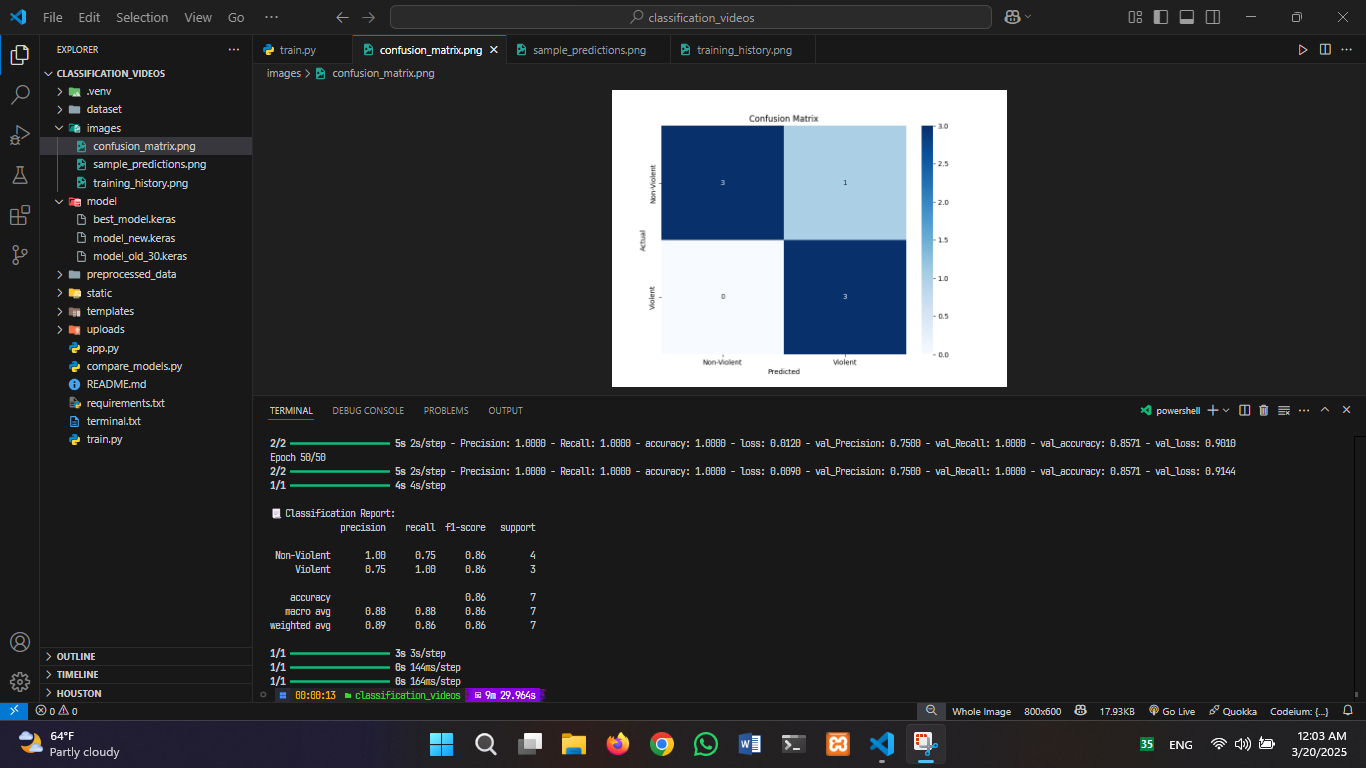 File Edit Selection View Go ··· classification_videos
EXPLORER ···
CLASSIFICATION_VIDEOS
.venv
dataset
images
confusion_matrix.png
sample_predictions.png
training_history.png
model
best_model.keras
model_new.keras
model_old_30.keras
preprocessed_data
static
templates
uploads
app.py
compare_models.py
README.md
requirements.txt
terminal.txt
train.py
OUTLINE
TIMELINE
HOUSTON
train.py confusion_matrix.png sample_predictions.png training_history.png
images > confusion_matrix.png
Confusion Matrix
Actual
Non-Violent
Violent
3 1
0 3
Non-Violent Violent
Predicted
3.0
2.5
2.0
1.5
1.0
0.5
0.0
TERMINAL DEBUG CONSOLE PROBLEMS OUTPUT powershell
2/2 5s 2s/step - Precision: 1.0000 - Recall: 1.0000 - accuracy: 1.0000 - loss: 0.0120 - val_Precision: 0.7500 - val_Recall: 1.0000 - val_accuracy: 0.8571 - val_loss: 0.9010
Epoch 50/50
2/2 5s 2s/step - Precision: 1.0000 - Recall: 1.0000 - accuracy: 1.0000 - loss: 0.0090 - val_Precision: 0.7500 - val_Recall: 1.0000 - val_accuracy: 0.8571 - val_loss: 0.9144
1/1 4s 4s/step
Classification Report:
precision recall f1-score support
Non-Violent 1.00 0.75 0.86 4
Violent 0.75 1.00 0.86 3
accuracy 0.86 7
macro avg 0.88 0.88 0.86 7
weighted avg 0.89 0.86 0.86 7
1/1 3s 3s/step
1/1 0s 144ms/step
1/1 0s 164ms/step
00:00:13 classification_videos 9m 29.964s
0 0 Whole Image 800x600 17.93KB Go Live Quokka Codeium: {...}
64°F
Partly cloudy
35 ENG
12:03 AM
3/20/2025